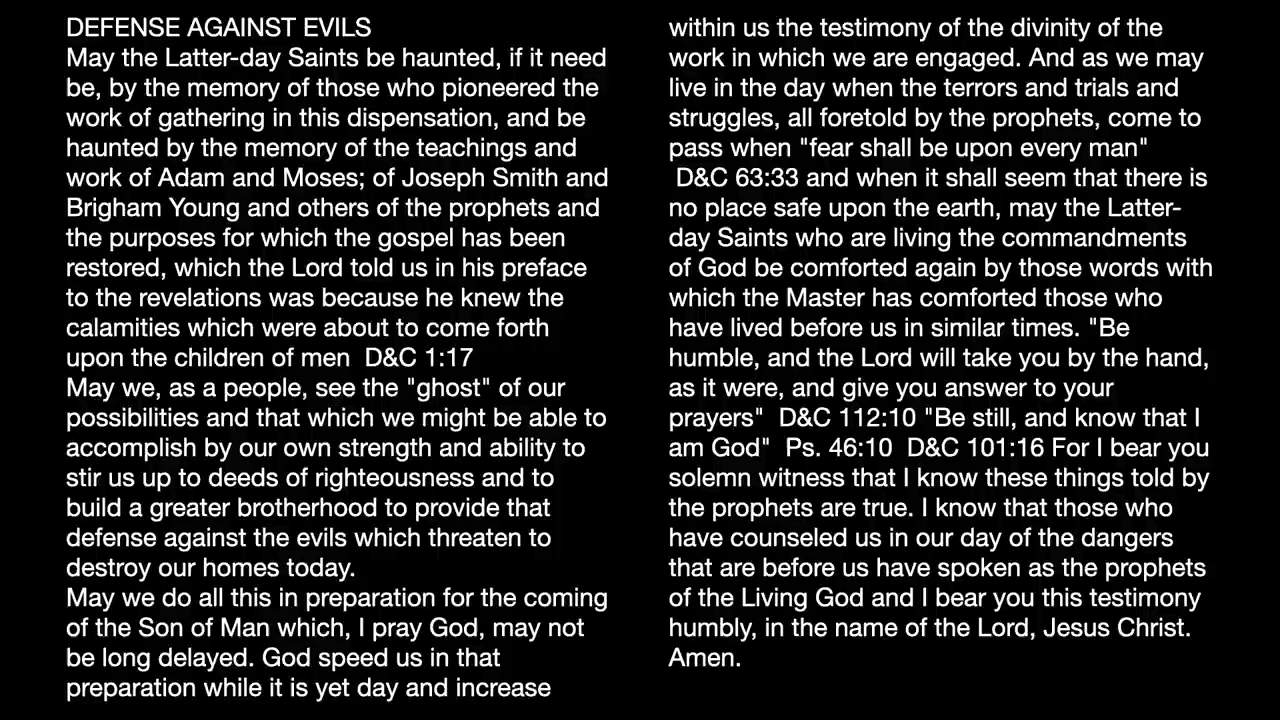 DEFENSE AGAINST EVILS
May the Latter-day Saints be haunted, if it need
be, by the memory of those who pioneered the
work of gathering in this dispensation, and be
haunted by the memory of the teachings and
work of Adam and Moses; of Joseph Smith and
Brigham Young and others of the prophets and
the purposes for which the gospel has been
restored, which the Lord told us in his preface
to the revelations was because he knew the
calamities which were about to come forth
upon the children of men  D&C 1:17
May we, as a people, see the "ghost" of our
possibilities and that which we might be able to
accomplish by our own strength and ability to
stir us up to deeds of righteousness and to
build a greater brotherhood to provide that
defense against the evils which threaten to
destroy our homes today.
May we do all this in preparation for the coming
of the Son of Man which, I pray God, may not
be long delayed. God speed us in that
preparation while it is yet day and increase
within us the testimony of the divinity of the
work in which we are engaged. And as we may
live in the day when the terrors and trials and
struggles, all foretold by the prophets, come to
pass when "fear shall be upon every man"
D&C 63:33 and when it shall seem that there is
no place safe upon the earth, may the Latter-
day Saints who are living the commandments
of God be comforted again by those words with
which the Master has comforted those who
have lived before us in similar times. "Be
humble, and the Lord will take you by the hand,
as it were, and give you answer to your
prayers"  D&C 112:10 "Be still, and know that I
am God"  Ps. 46:10  D&C 101:16 For I bear you
solemn witness that I know these things told by
the prophets are true. I know that those who
have counseled us in our day of the dangers
that are before us have spoken as the prophets
of the Living God and I bear you this testimony
humbly, in the name of the Lord, Jesus Christ.
Amen.